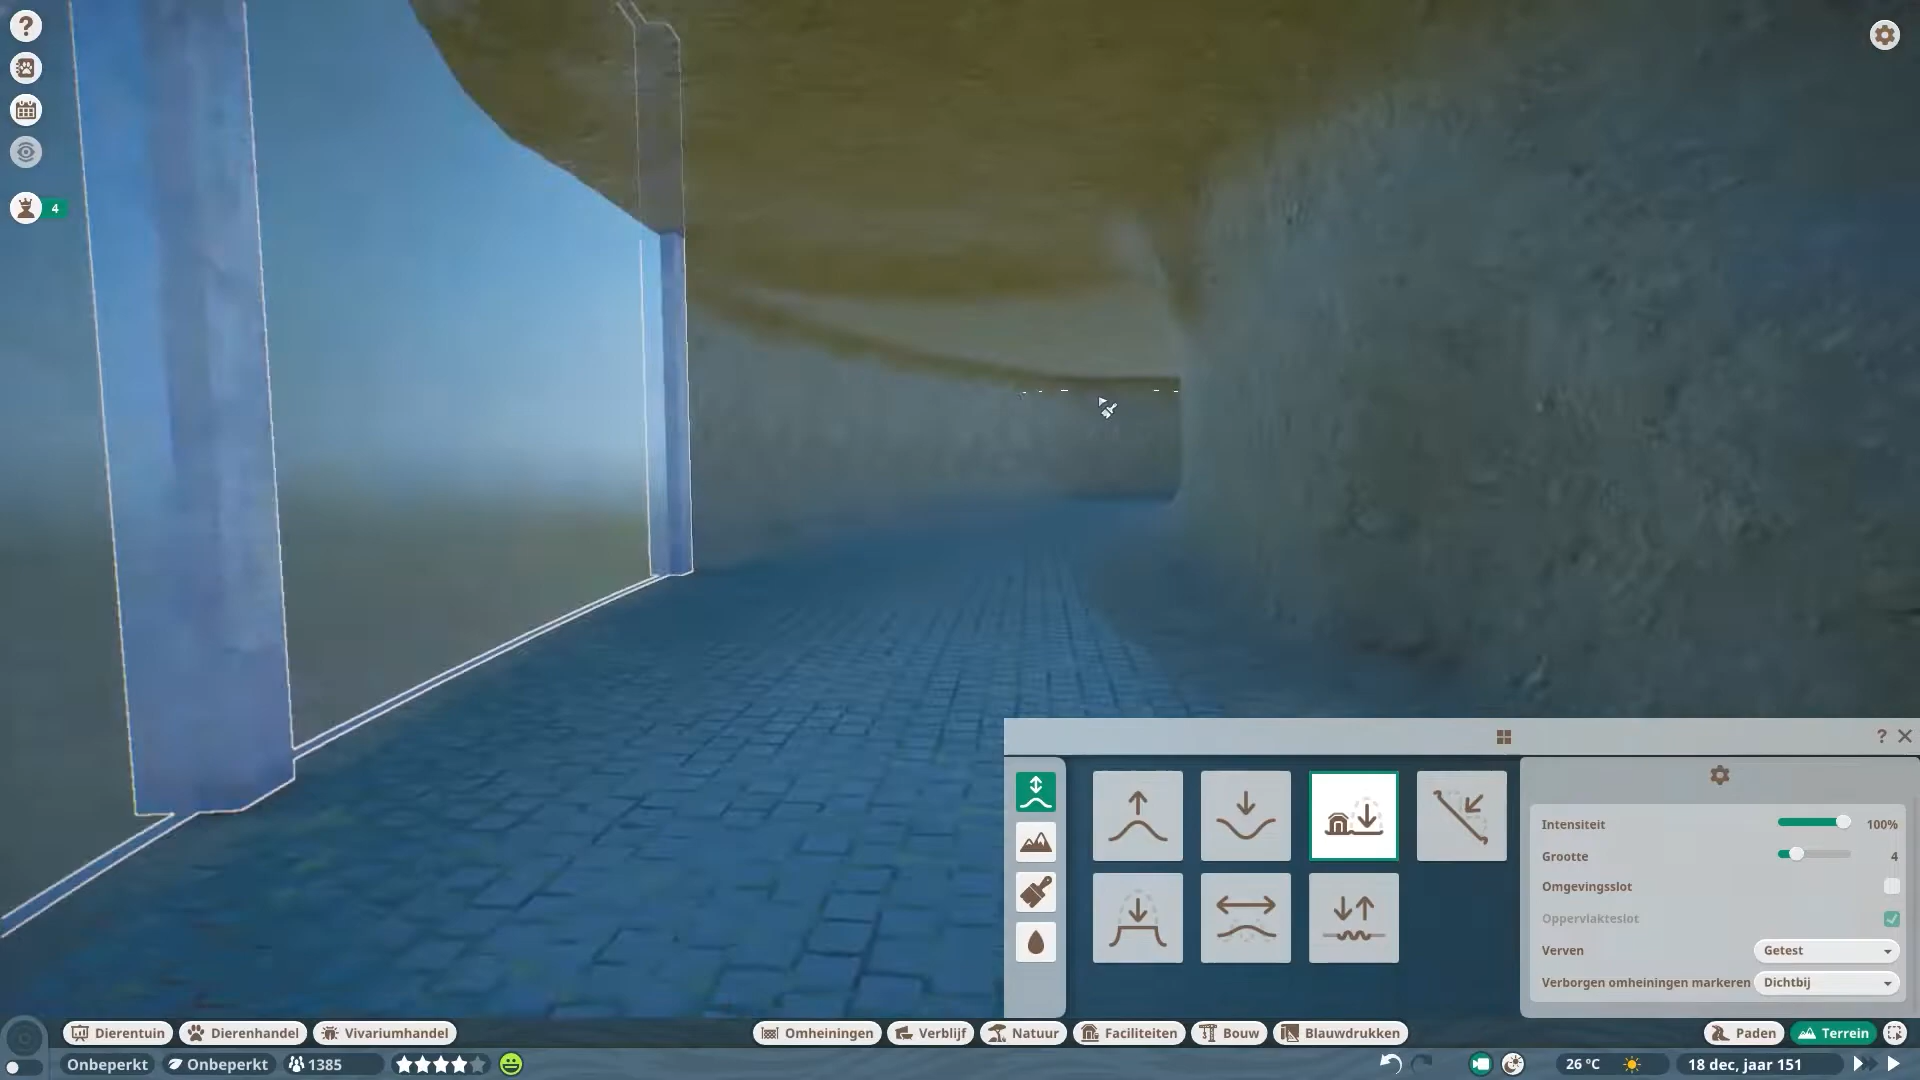 4
Intensiteit 100%
Grootte 4
Omgevingsslot
Oppervlakteslot
Verven Getest
Verborgen omheiningen markeren Dichtbij
Dierentuin Dierenhandel Vivariumhandel Omheiningen Verblijf Natuur Faciliteiten Bouw Blauwdrukken Paden Terrein
Onbeperkt Onbeperkt 1385 26 °C 18 dec, jaar 151